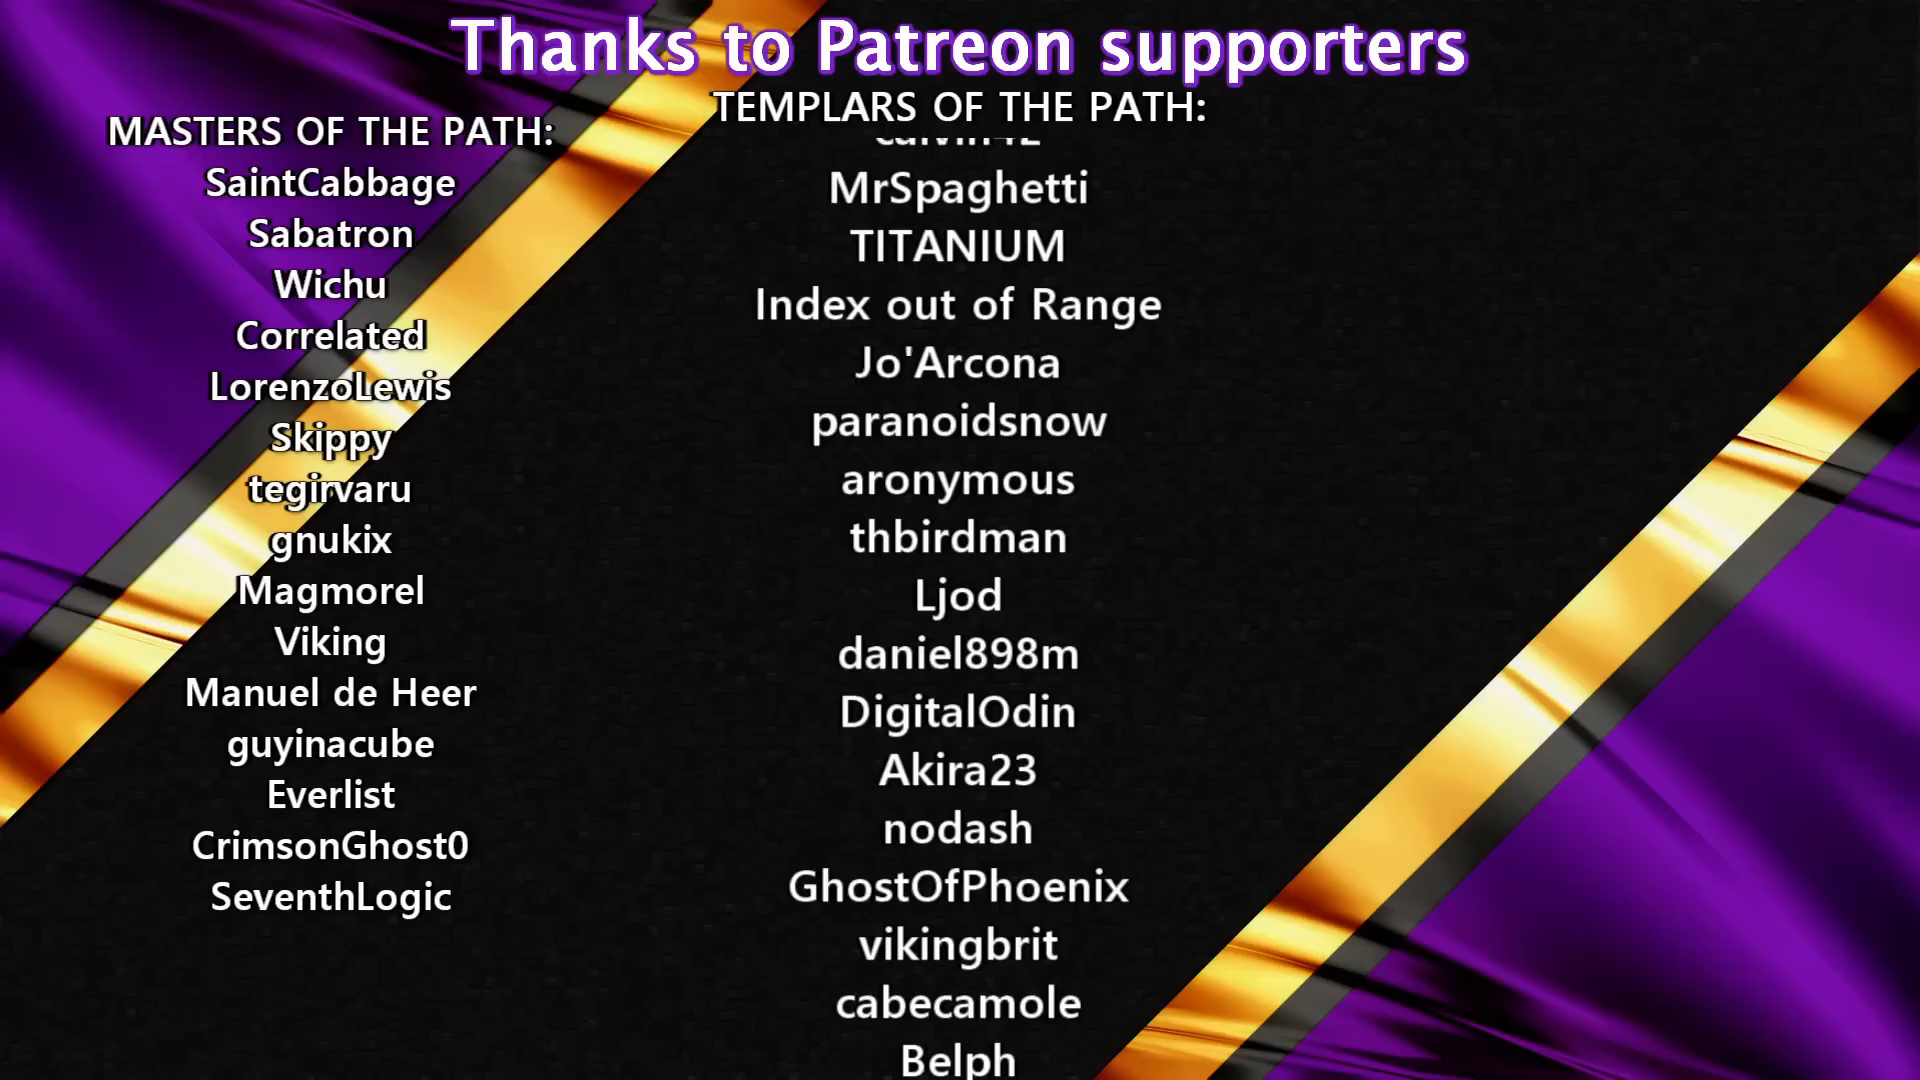 Thanks to Patreon supporters
MASTERS OF THE PATH:
SaintCabbage
Sabatron
Wichu
Correlated
LorenzoLewis
Skippy
tegirvaru
gnukix
Magmorel
Viking
Manuel de Heer
guyinacube
Everlist
CrimsonGhost0
SeventhLogic
TEMPLARS OF THE PATH:
MrSpaghetti
TITANIUM
Index out of Range
Jo'Arcona
paranoidsnow
aronymous
thbirdman
Ljod
daniel898m
DigitalOdin
Akira23
nodash
GhostOfPhoenix
vikingbrit
cabecamole
Belph